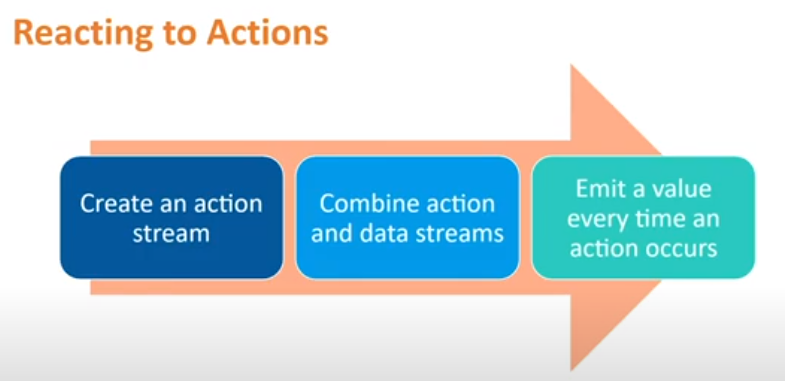 Reacting to Actions
Create an action
stream
Combine action
and data streams
Emit a value
every time an
action occurs